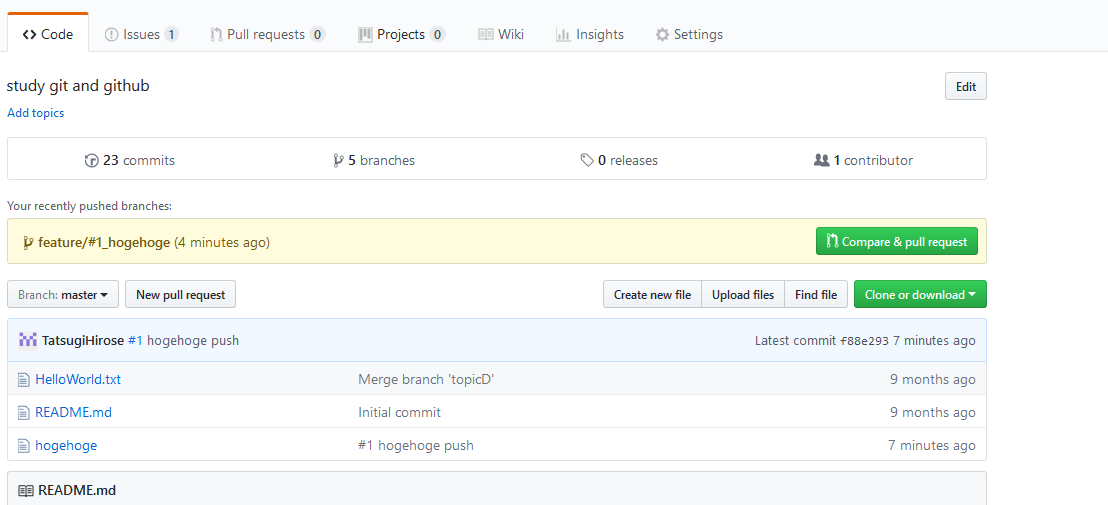 Code Issues 1 Pull requests 0 Projects 0 Wiki Insights Settings
study git and github Edit
Add topics
23 commits 5 branches 0 releases 1 contributor
Your recently pushed branches:
feature/#1_hogehoge (4 minutes ago) Compare & pull request
Branch: master New pull request Create new file Upload files Find file Clone or download
TatsugiHirose #1 hogehoge push Latest commit f88e293 7 minutes ago
HelloWorld.txt Merge branch 'topicD' 9 months ago
README.md Initial commit 9 months ago
hogehoge #1 hogehoge push 7 minutes ago
README.md